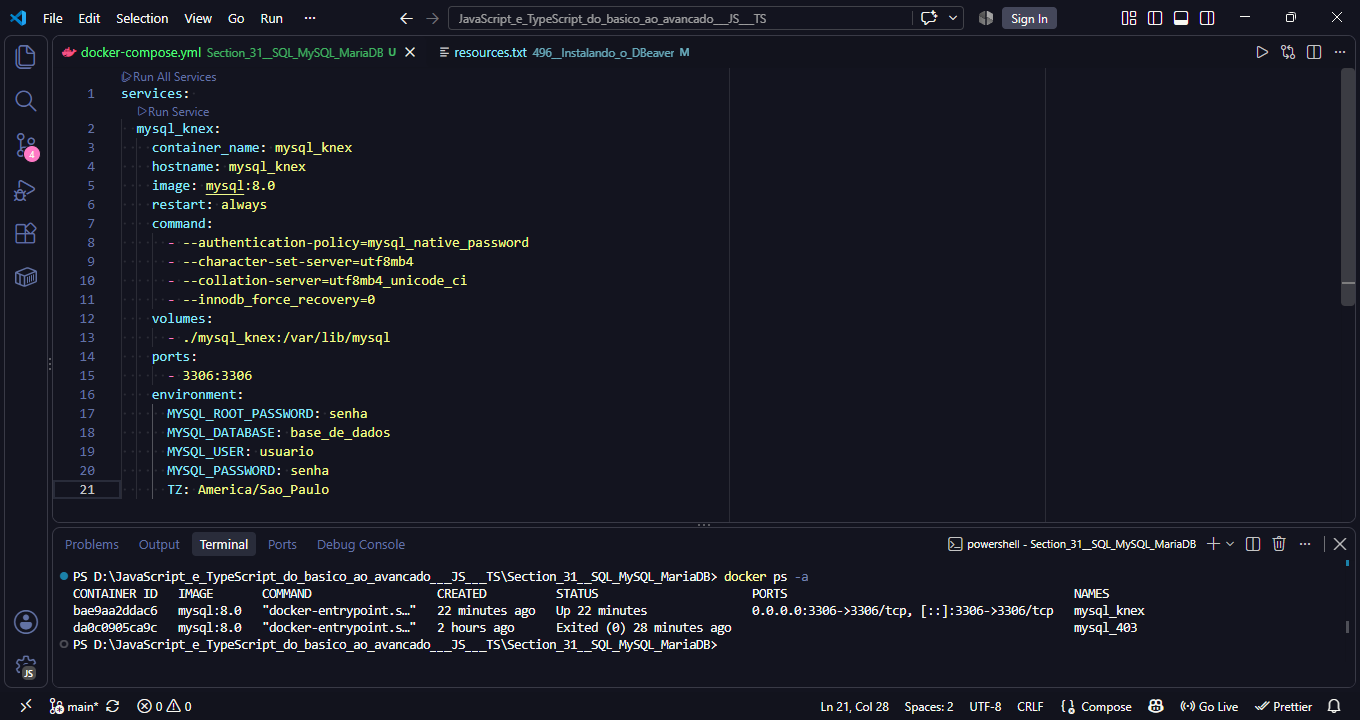 File Edit Selection View Go Run ···
JavaScript_e_TypeScript_do_basico_ao_avancado___JS___TS
Sign In
docker-compose.yml Section_31__SQL_MySQL_MariaDB U
resources.txt 496__Instalando_o_DBeaver M
Run All Services
1 services:
Run Service
2 mysql_knex:
3 container_name: mysql_knex
4 hostname: mysql_knex
5 image: mysql:8.0
6 restart: always
7 command:
8 - --authentication-policy=mysql_native_password
9 - --character-set-server=utf8mb4
10 - --collation-server=utf8mb4_unicode_ci
11 - --innodb_force_recovery=0
12 volumes:
13 - ./mysql_knex:/var/lib/mysql
14 ports:
15 - 3306:3306
16 environment:
17 MYSQL_ROOT_PASSWORD: senha
18 MYSQL_DATABASE: base_de_dados
19 MYSQL_USER: usuario
20 MYSQL_PASSWORD: senha
21 TZ: America/Sao_Paulo
4
Problems Output Terminal Ports Debug Console
powershell - Section_31__SQL_MySQL_MariaDB
PS D:\JavaScript_e_TypeScript_do_basico_ao_avancado___JS___TS\Section_31__SQL_MySQL_MariaDB> docker ps -a
CONTAINER ID IMAGE COMMAND CREATED STATUS PORTS NAMES
bae9aa2ddac6 mysql:8.0 "docker-entrypoint.s…" 22 minutes ago Up 22 minutes 0.0.0.0:3306->3306/tcp, [::]:3306->3306/tcp mysql_knex
da0c0905ca9c mysql:8.0 "docker-entrypoint.s…" 2 hours ago Exited (0) 28 minutes ago mysql_403
PS D:\JavaScript_e_TypeScript_do_basico_ao_avancado___JS___TS\Section_31__SQL_MySQL_MariaDB>
JS
main* 0 0 Ln 21, Col 28 Spaces: 2 UTF-8 CRLF Compose Go Live Prettier